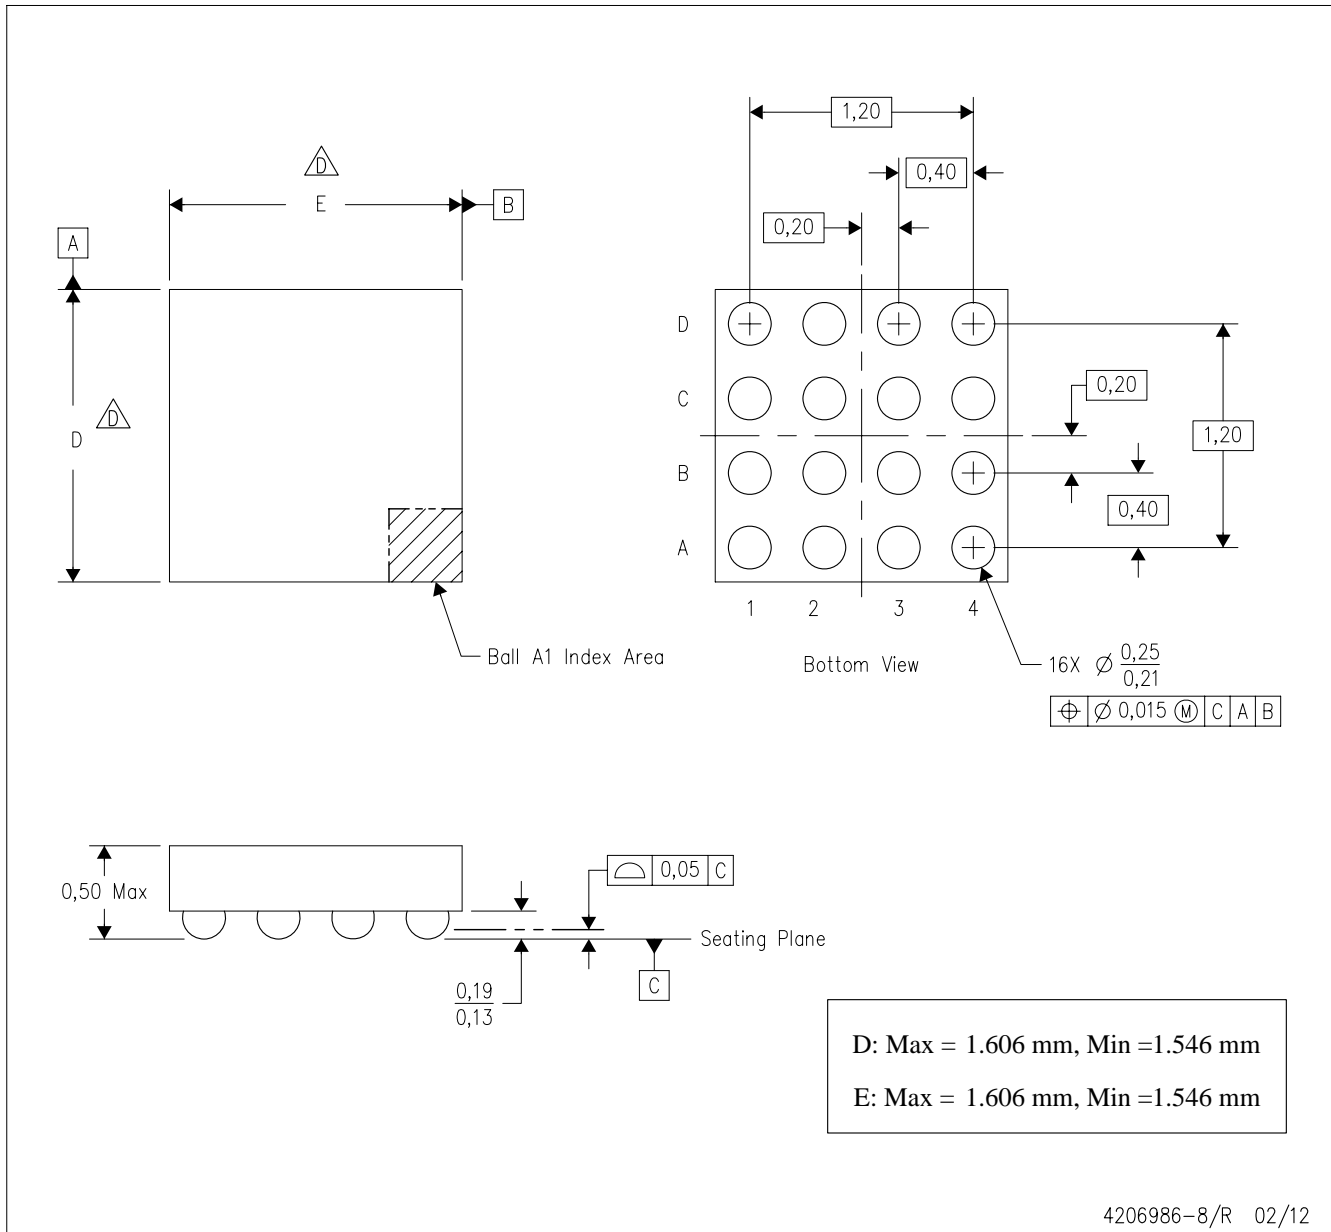 1,20
D
0,40
E
B
0,20
A
D
D
D
C
0,20
1,20
B
0,40
A
1 2 3 4
Ball A1 Index Area
Bottom View
16X Ø 0,25
0,21
⌖ Ø 0,015 Ⓜ C A B
0,50 Max
0,05 C
Seating Plane
C
0,19
0,13
D: Max = 1.606 mm, Min =1.546 mm
E: Max = 1.606 mm, Min =1.546 mm
4206986-8/R 02/12